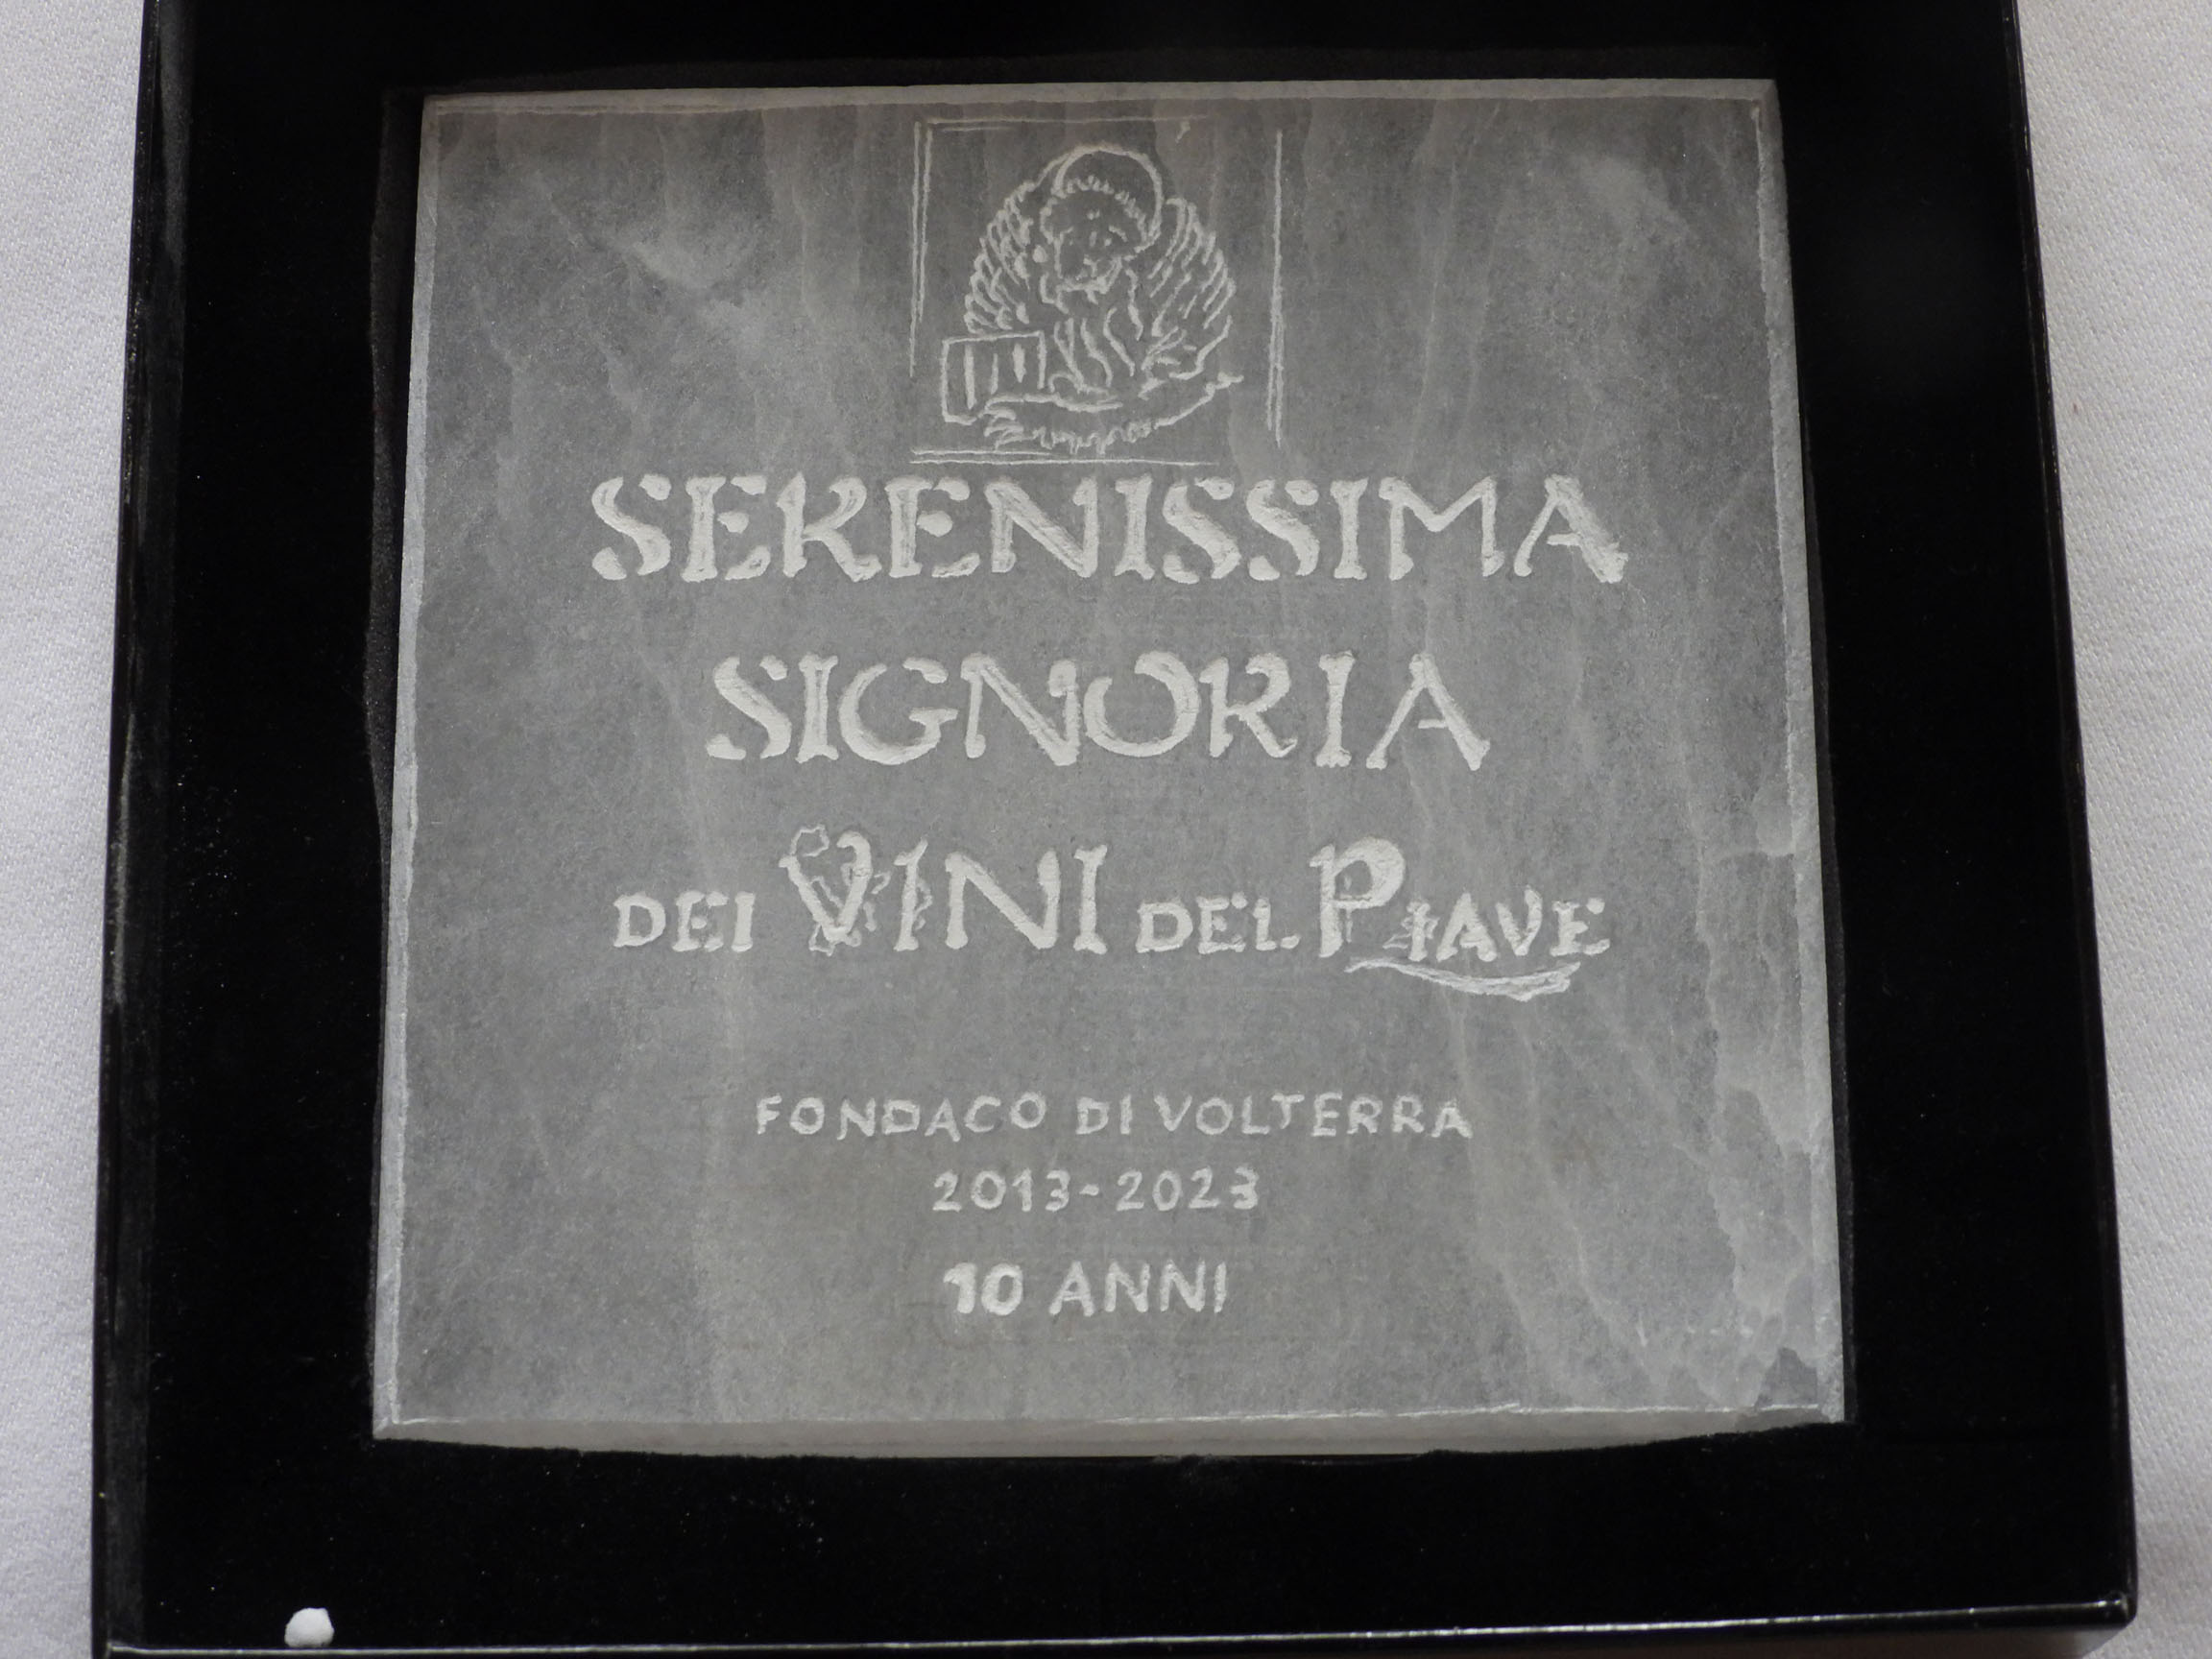 SERENISSIMA
SIGNORIA
DEI VINI DEL PIAVE
FONDACO DI VOLTERRA
2013-2023
10 ANNI